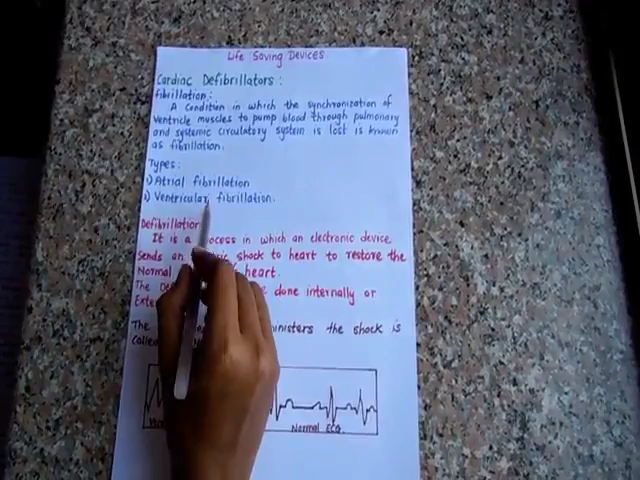 Life Saving Devices
Cardiac Defibrillators :
Fibrillation :
A Condition in which the synchronization of
Ventricle muscles to pump blood through pulmonary
and systemic circulatory system is lost is known
as fibrillation.
Types:
1) Atrial fibrillation
2) Ventricular fibrillation.
Defibrillation
It is a process in which an electronic device
Sends an shock to heart to restore the
Normal heart.
The done internally or
The the shock is
Called
Normal ECG.